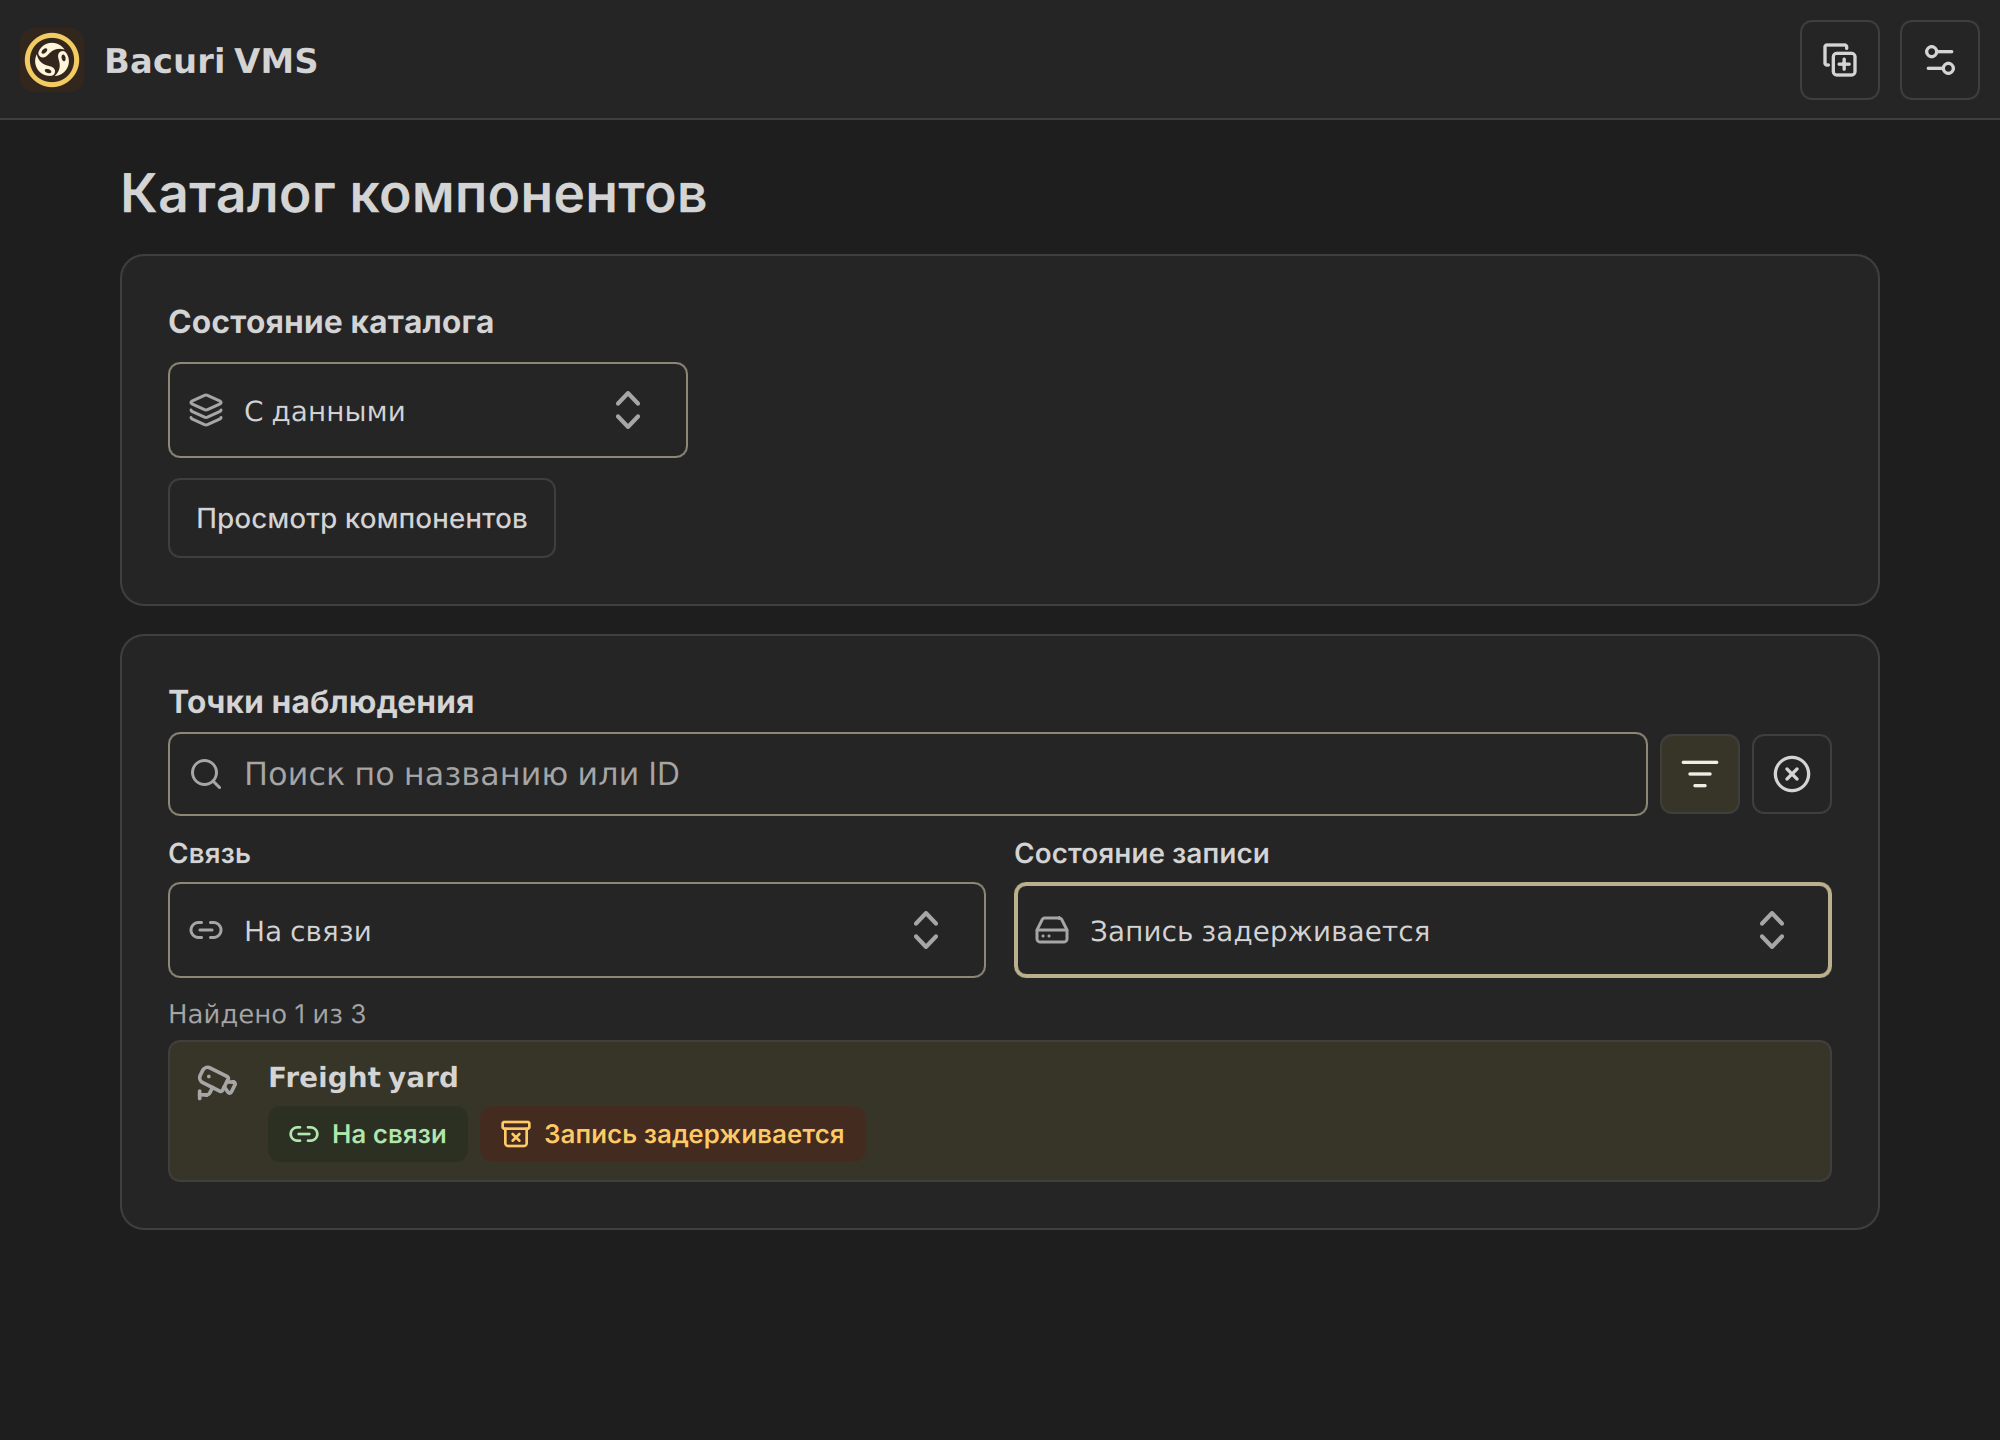 Bacuri VMS
Каталог компонентов
Состояние каталога
С данными
Просмотр компонентов
Точки наблюдения
Поиск по названию или ID
Связь
Состояние записи
На связи
Запись задерживается
Найдено 1 из 3
Freight yard
На связи
Запись задерживается